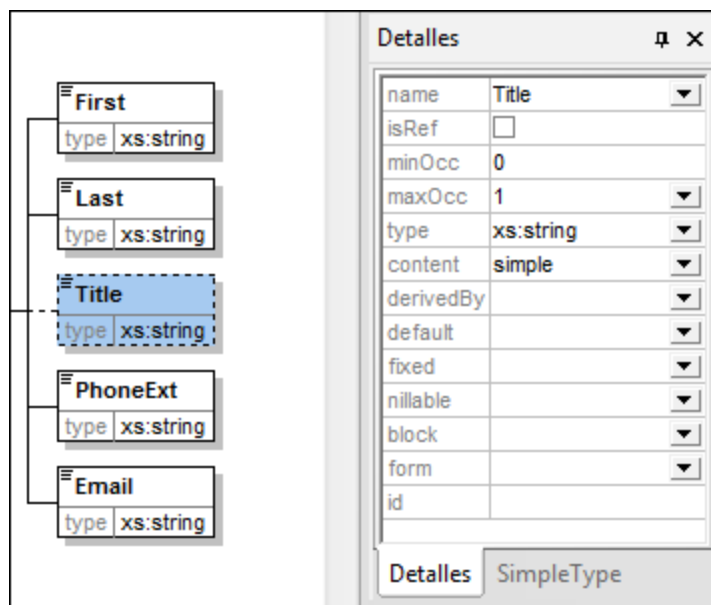 First
type xs:string
Last
type xs:string
Title
type xs:string
PhoneExt
type xs:string
Email
type xs:string
Detalles
name Title
isRef
minOcc 0
maxOcc 1
type xs:string
content simple
derivedBy
default
fixed
nillable
block
form
id
Detalles SimpleType